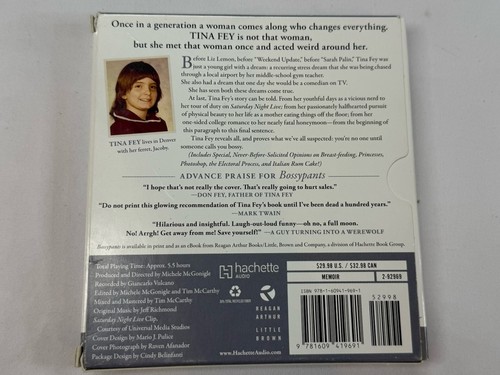 Once in a generation a woman comes along who changes everything.
TINA FEY is not that woman,
but she met that woman once and acted weird around her.
Before Liz Lemon, before "Weekend Update," before "Sarah Palin," Tina Fey was
just a young girl with a dream: a recurring stress dream that she was being chased
through a local airport by her middle-school gym teacher.
She also had a dream that one day she would be a comedian on TV.
She has seen both these dreams come true.
At last, Tina Fey's story can be told. From her youthful days as a vicious nerd to
her tour of duty on Saturday Night Live; from her passionately halfhearted pursuit
of physical beauty to her life as a mother eating things off the floor; from her
one-sided college romance to her nearly fatal honeymoon—from the beginning of
this paragraph to this final sentence.
Tina Fey reveals all, and proves what we've all suspected: you're no one until
someone calls you bossy.
(Includes Special, Never-Before-Solicited Opinions on Breast-feeding, Princesses,
Photoshop, the Electoral Process, and Italian Rum Cake!)
TINA FEY lives in Denver
with her ferret, Jacoby.
ADVANCE PRAISE FOR Bossypants
"I hope that's not really the cover. That's really going to hurt sales."
—DON FEY, FATHER OF TINA FEY
"Do not print this glowing recommendation of Tina Fey's book until I've been dead a hundred years."
—MARK TWAIN
"Hilarious and insightful. Laugh-out-loud funny—oh no, a full moon.
No! Arrgh! Get away from me! Save yourself!" —A GUY TURNING INTO A WEREWOLF
Bossypants is available in print and as an eBook from Reagan Arthur Books/Little, Brown and Company, a division of Hachette Book Group.
Total Playing Time: Approx. 5.5 hours
Produced and Directed by Michele McGonigle
Recorded by Giancarlo Vulcano
Edited by Michele McGonigle and Tim McCarthy
Mixed and Mastered by Tim McCarthy
Original Music by Jeff Richmond
Saturday Night Live Clip,
Courtesy of Universal Media Studios
Cover Design by Mario J. Pulice
Cover Photograph by Ruven Afanador
Package Design by Cindy Belinfanti
hachette
AUDIO
REAGAN
ARTHUR
LITTLE
BROWN
www.HachetteAudio.com
$29.98 U.S. / $32.98 CAN
MEMOIR
2-92969
ISBN 978-1-60941-969-1
52998
9 781609 419691